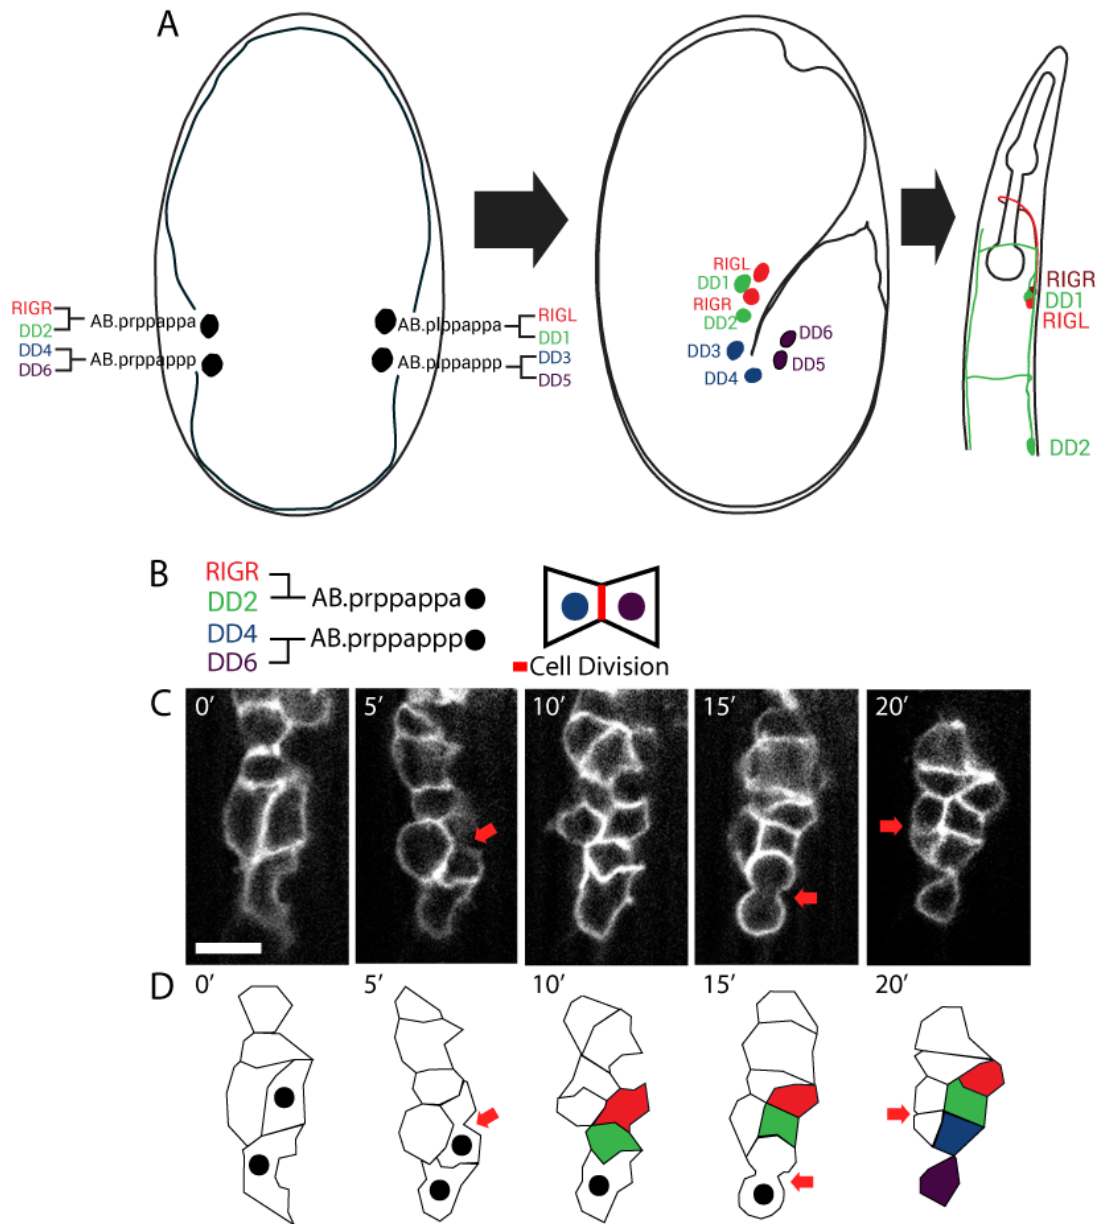 A
RIGR
DD2
AB.prppappa
DD4
DD6
AB.prppappp
AB.plppappa
RIGL
DD1
AB.plppappp
DD3
DD5
RIGL
DD1
RIGR
DD2
DD3
DD4
DD6
DD5
RIGR
DD1
RIGL
DD2
B
RIGR
DD2
AB.prppappa
DD4
DD6
AB.prppappp
Cell Division
C
0′ 5′ 10′ 15′ 20′
D
0′ 5′ 10′ 15′ 20′